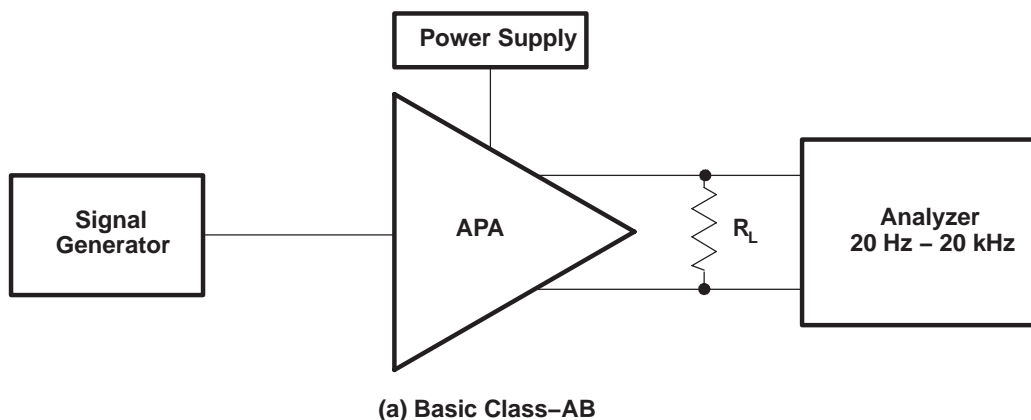 Power Supply
Signal
Generator
APA
R_L
Analyzer
20 Hz – 20 kHz
(a) Basic Class–AB